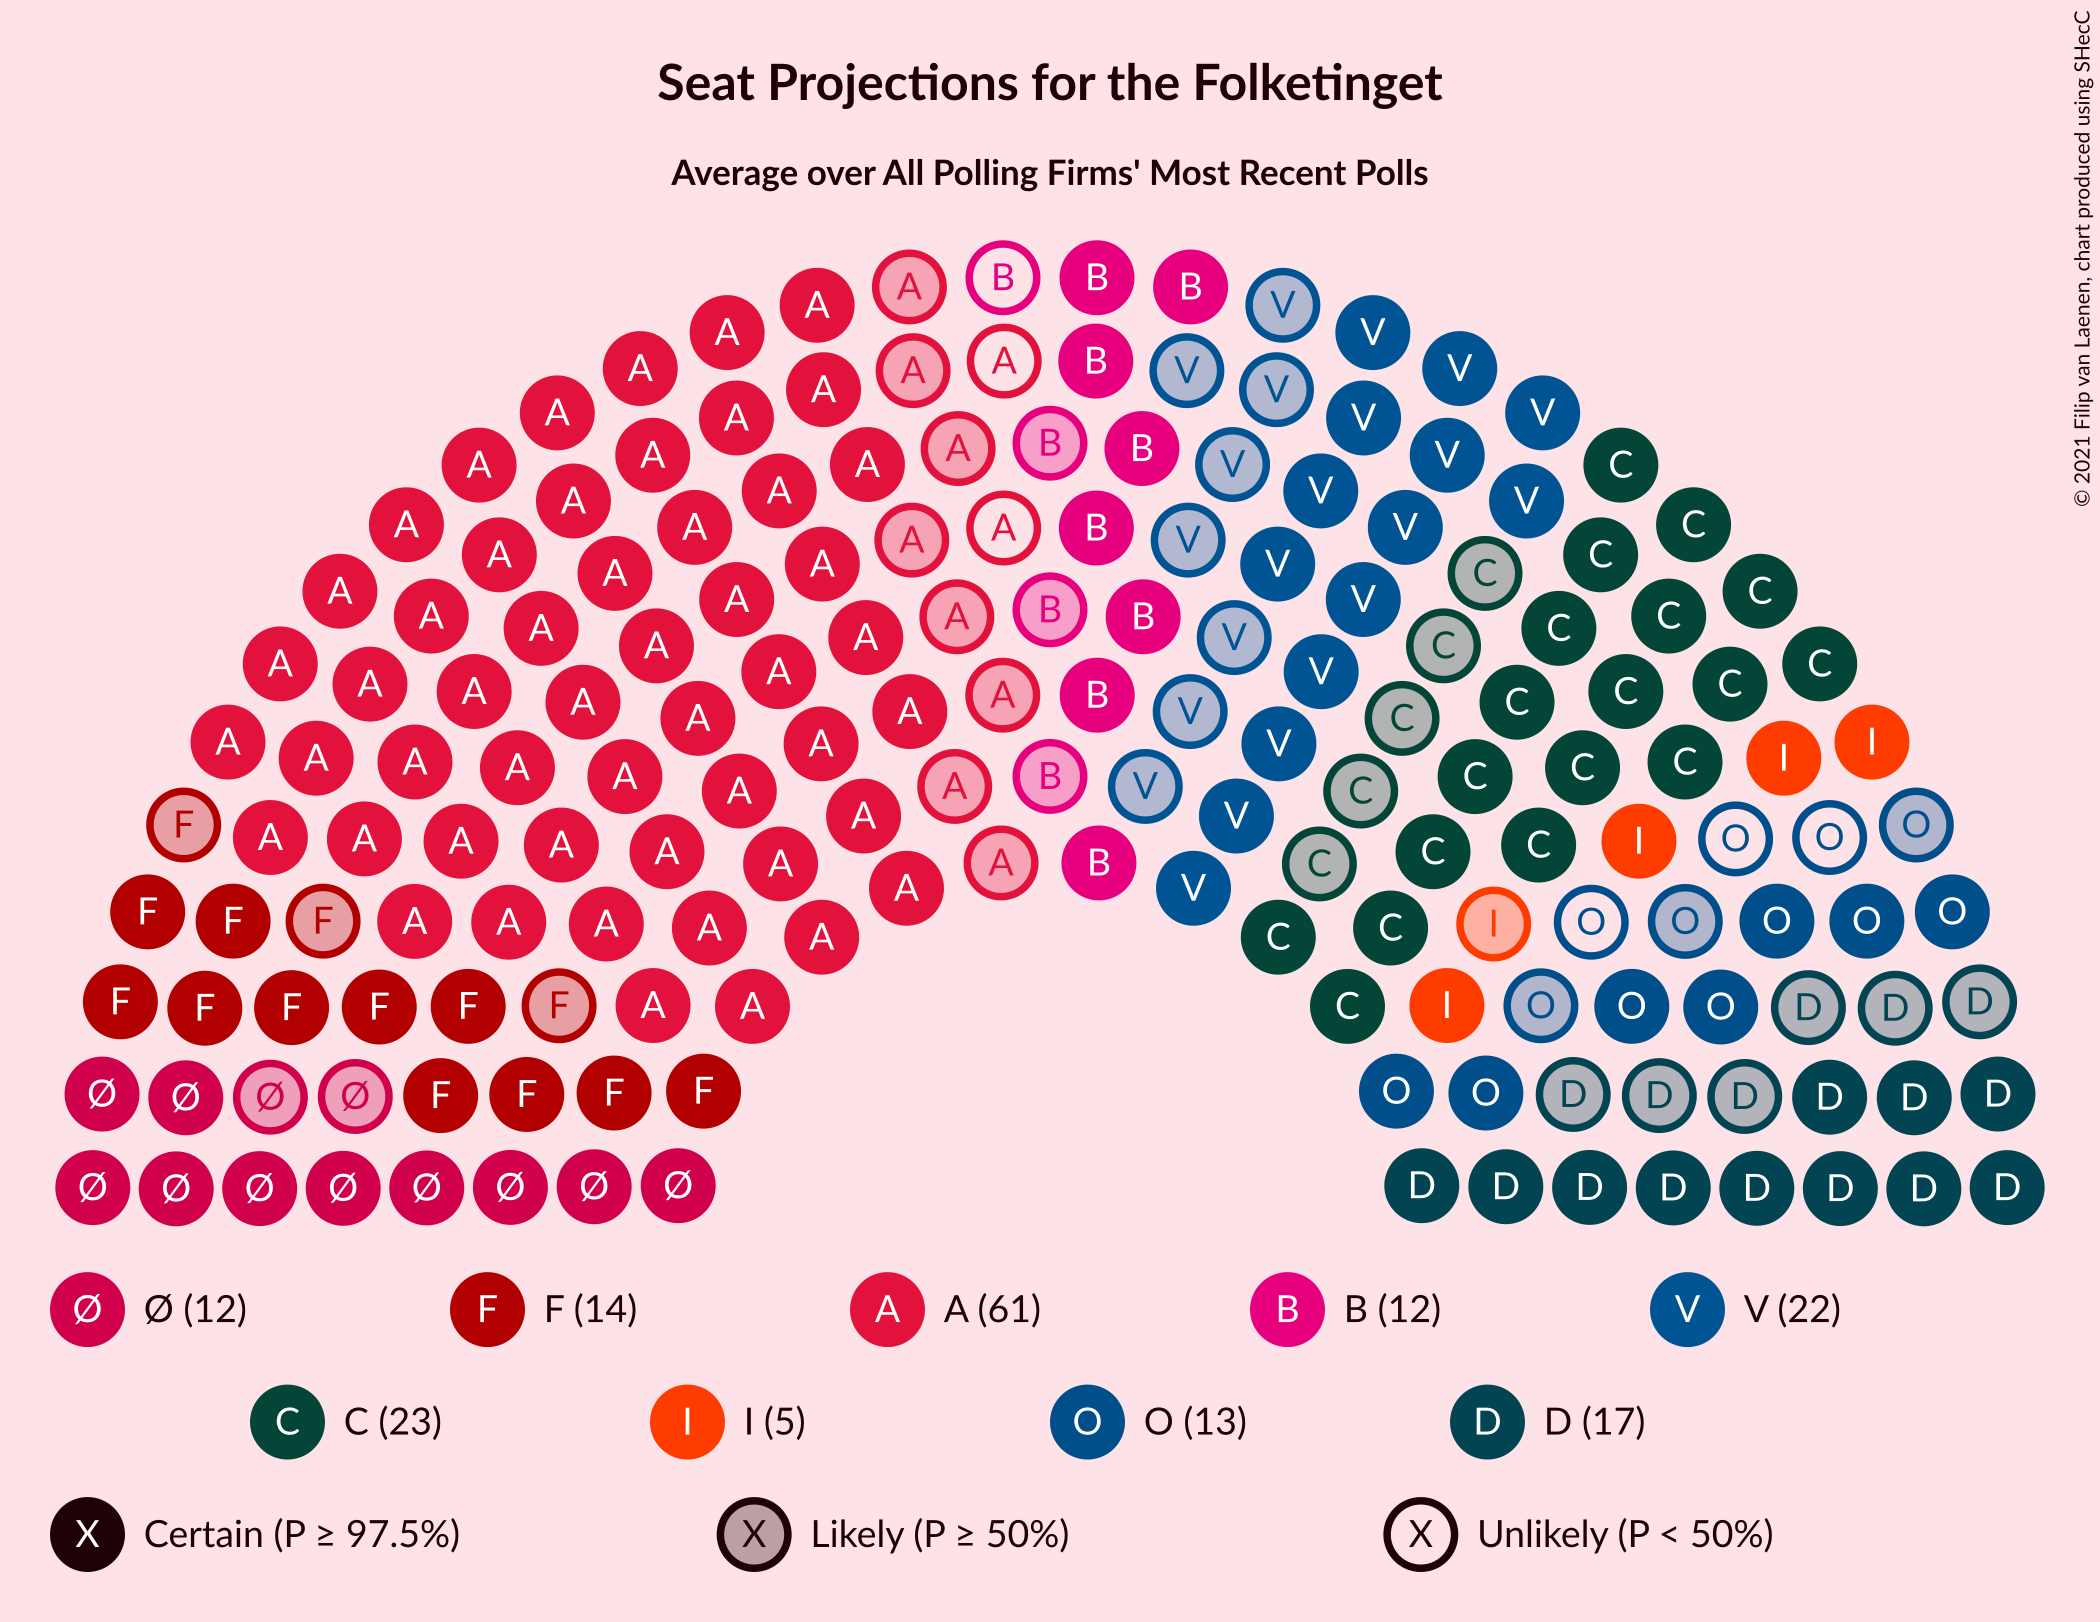 Seat Projections for the Folketinget
Average over All Polling Firms' Most Recent Polls
© 2021 Filip van Laenen, chart produced using SHecC
A B B B V
A A V V
A A A B V V V
A A V V
A A A B B V V V C
A A A V V V
A A A B V V C
A A A V V C C
A A A A B V V C C
A A A A V C C C
A A A B B V C C
A A A A V C C C
A A A A A B V C C C
A A A A V C C I I
A A A A A B V C C C
F A A A A A V C C I O O O
A A A B C C
F F F A A A A A V C C I O O O O O
F F F F F F A A C I O O O D D D
Ø Ø Ø Ø F F F F O O D D D D D D
Ø Ø Ø Ø Ø Ø Ø Ø D D D D D D D D
Ø Ø (12) F F (14) A A (61) B B (12) V V (22)
C C (23) I I (5) O O (13) D D (17)
X Certain (P ≥ 97.5%) X Likely (P ≥ 50%) X Unlikely (P < 50%)